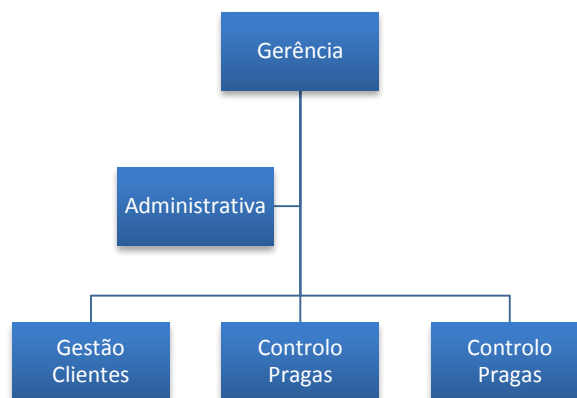 Gerência
Administrativa
Gestão
Clientes
Controlo
Pragas
Controlo
Pragas